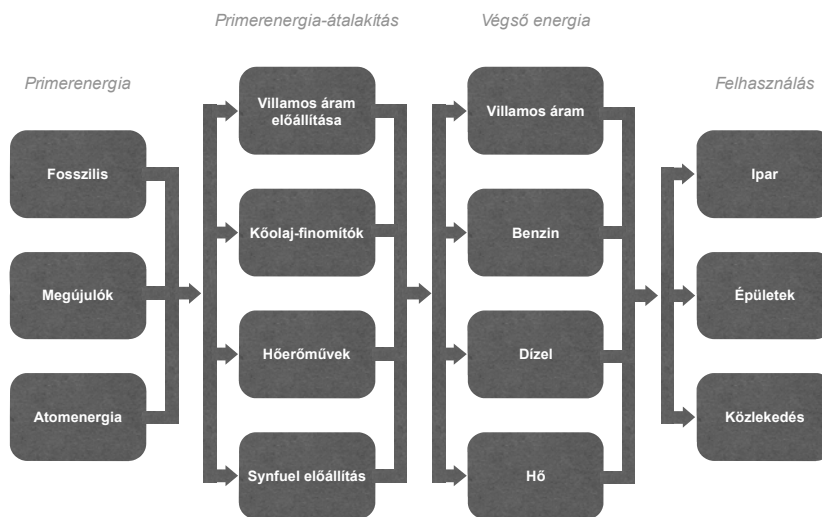 Primerenergia
Fosszilis
Megújulók
Atomenergia
Primerenergia-átalakítás
Villamos áram
előállítása
Kőolaj-finomítók
Hőerőművek
Synfuel előállítás
Végső energia
Villamos áram
Benzin
Dízel
Hő
Felhasználás
Ipar
Épületek
Közlekedés